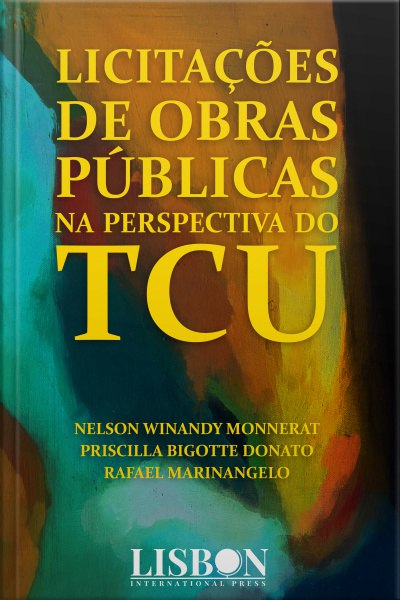 LICITAÇÕES
DE OBRAS
PÚBLICAS
NA PERSPECTIVA DO
TCU
NELSON WINANDY MONNERAT
PRISCILLA BIGOTTE DONATO
RAFAEL MARINANGELO
LISBON
INTERNATIONAL PRESS